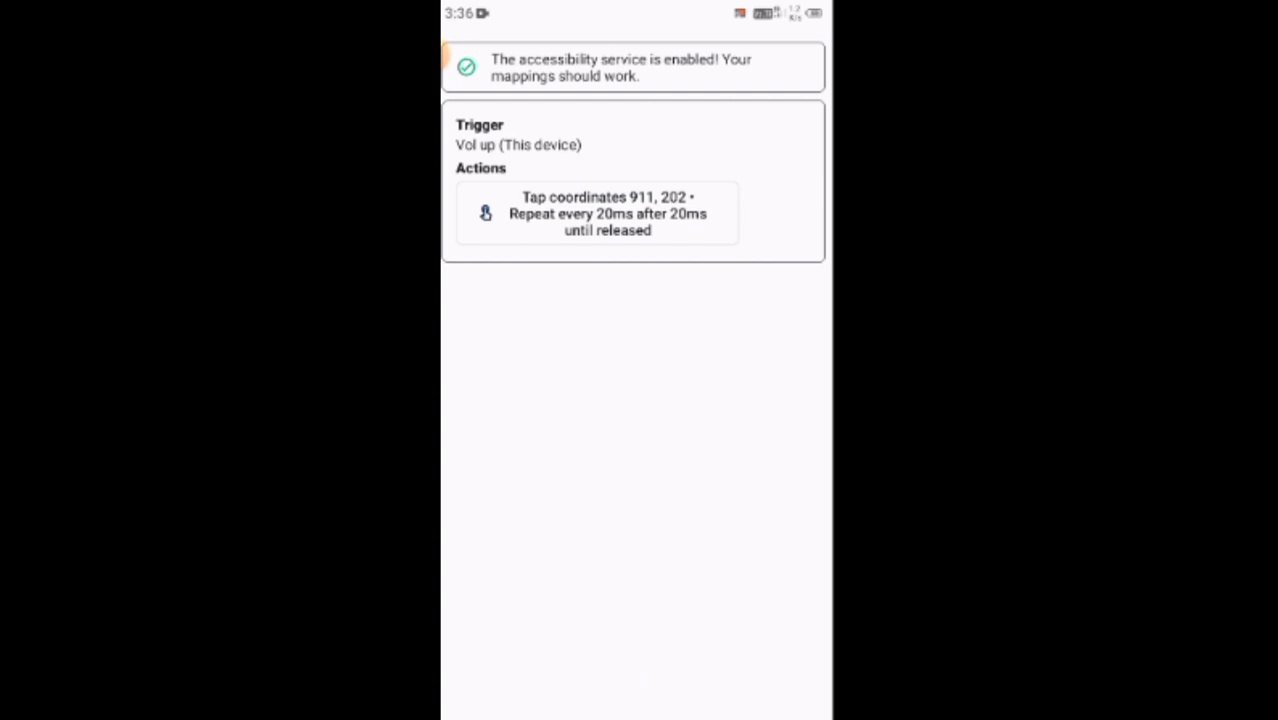 3:36
The accessibility service is enabled! Your
mappings should work.
Trigger
Vol up (This device)
Actions
Tap coordinates 911, 202 •
Repeat every 20ms after 20ms
until released